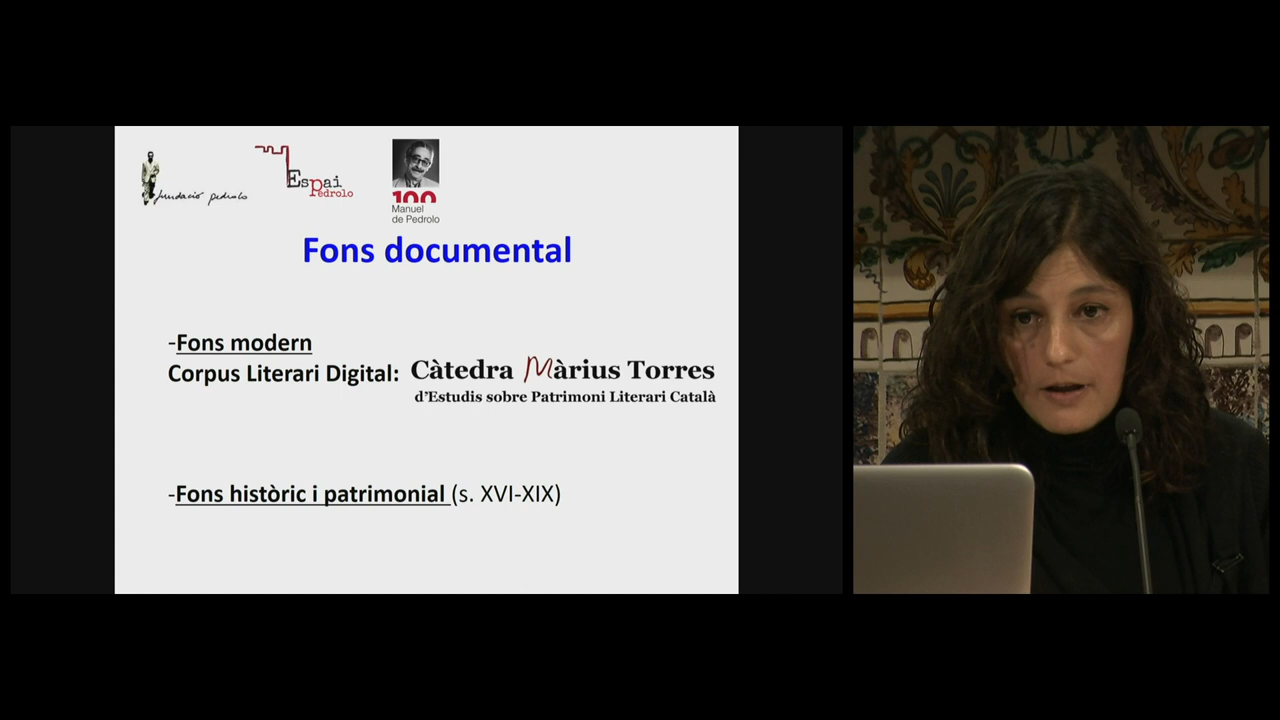 fundació pedrolo
Espai
Pedrolo
100
Manuel
de Pedrolo
Fons documental
-Fons modern
Corpus Literari Digital: Càtedra Màrius Torres
d'Estudis sobre Patrimoni Literari Català
-Fons històric i patrimonial (s. XVI-XIX)